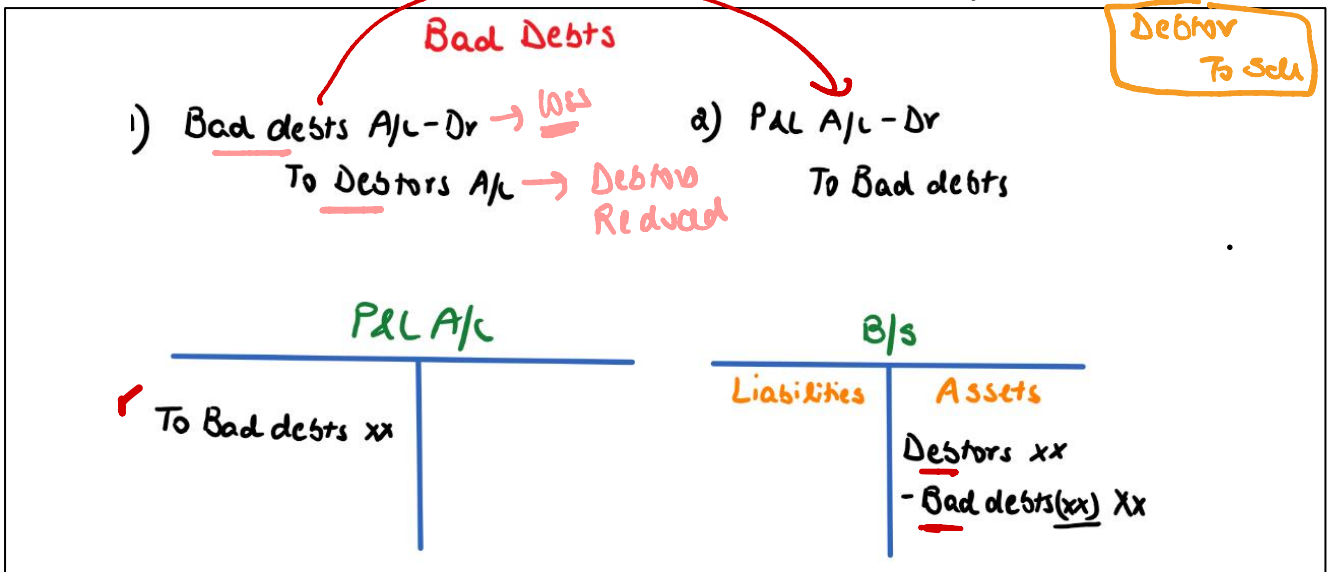 Bad Debts
Debtor
To Sell
1) Bad debts A/c - Dr → loss
To Debtors A/c → Debtors
Reduced
2) P&L A/c - Dr
To Bad debts
P&L A/c
To Bad debts xx
B/s
Liabilities
Assets
Debtors xx
- Bad debts (xx) Xx